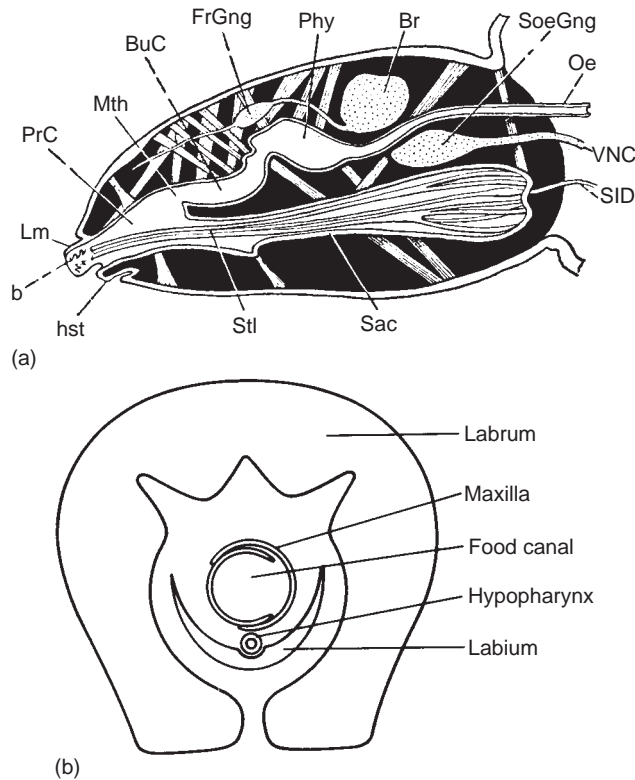 FrGng
Phy
Br
SoeGng
BuC
Oe
Mth
PrC
VNC
SID
Lm
b
hst
Stl
Sac
(a)
Labrum
Maxilla
Food canal
Hypopharynx
Labium
(b)